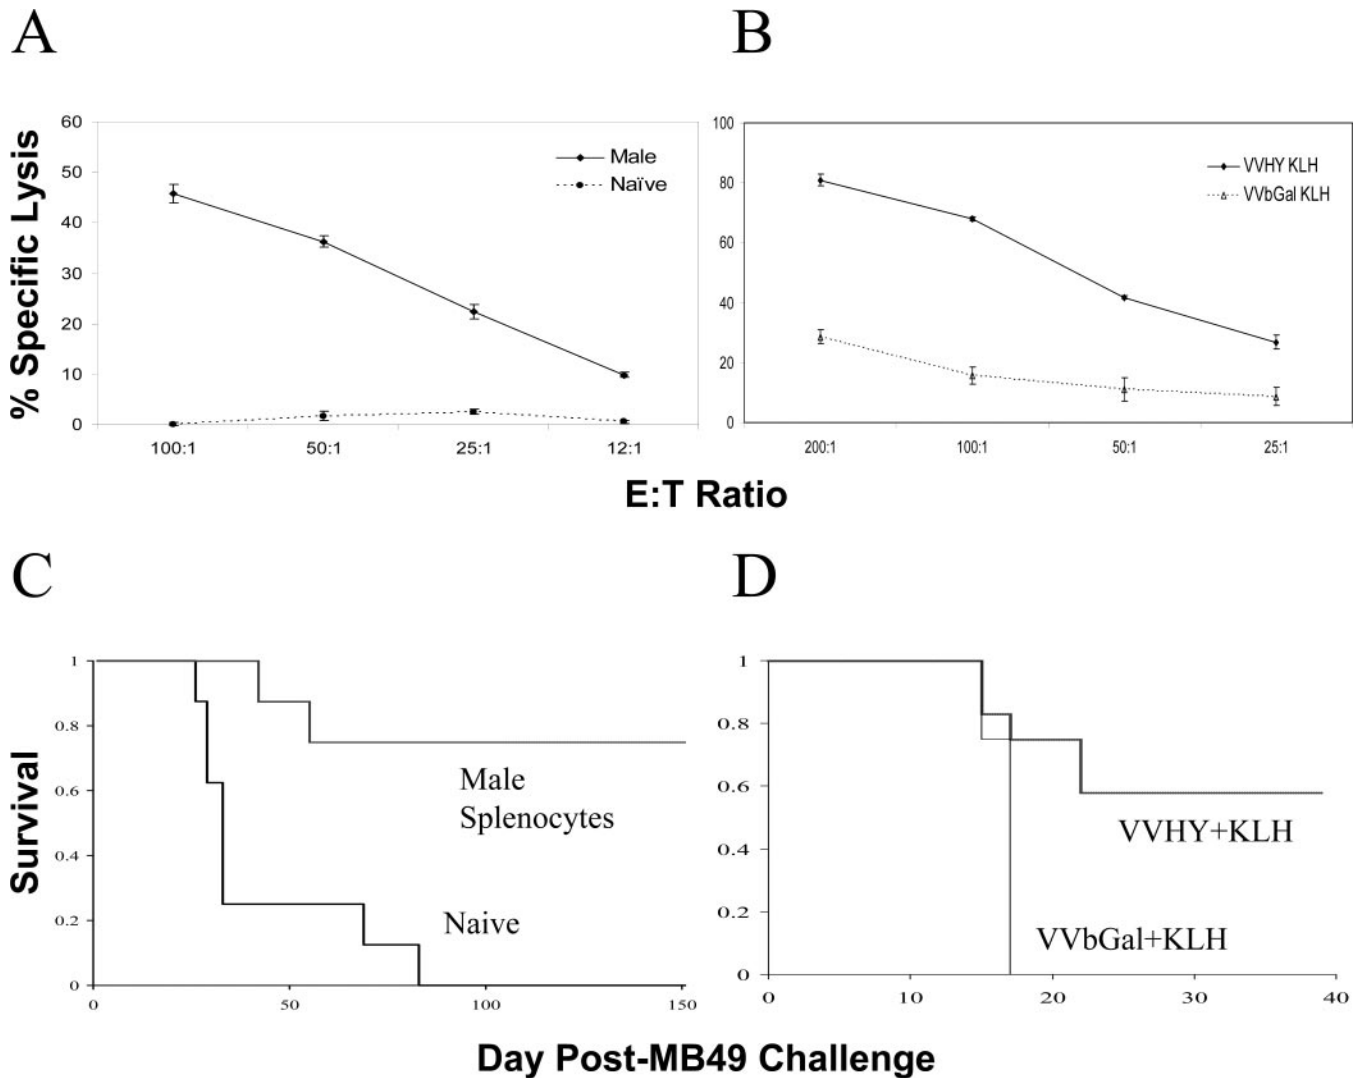 A
B
% Specific Lysis
60
50
40
30
20
10
0
Male
Naïve
100:1
50:1
25:1
12:1
100
80
60
40
20
0
VVHY KLH
VVbGal KLH
200:1
100:1
50:1
25:1
E:T Ratio
C
D
Survival
1
0.8
0.6
0.4
0.2
0
Male
Splenocytes
Naive
0
50
100
150
1
0.8
0.6
0.4
0.2
0
VVHY+KLH
VVbGal+KLH
0
10
20
30
40
Day Post-MB49 Challenge